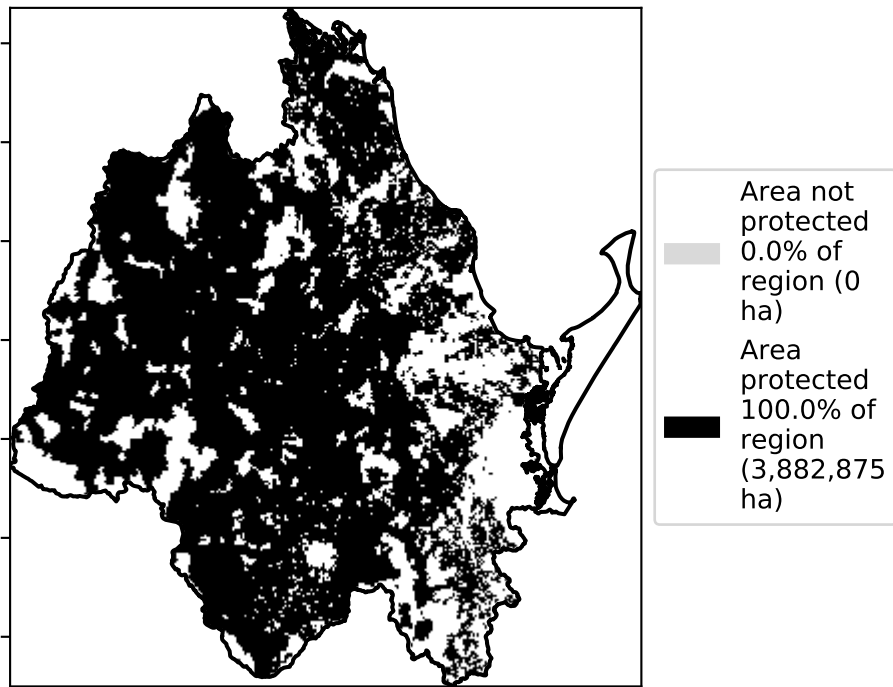 Area not
protected
0.0% of
region (0
ha)
Area
protected
100.0% of
region
(3,882,875
ha)